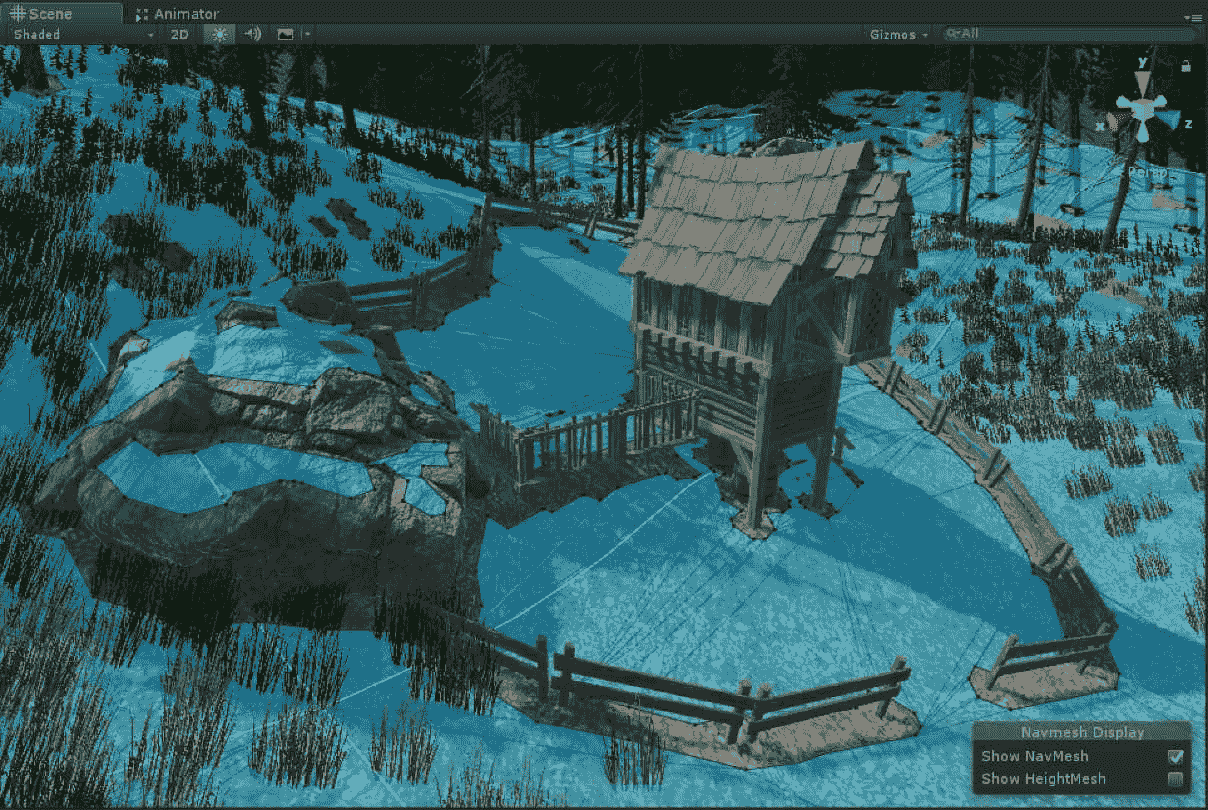 Scene Animator
Shaded 2D Gizmos All
y
x z
Persp
Navmesh Display
Show NavMesh
Show HeightMesh